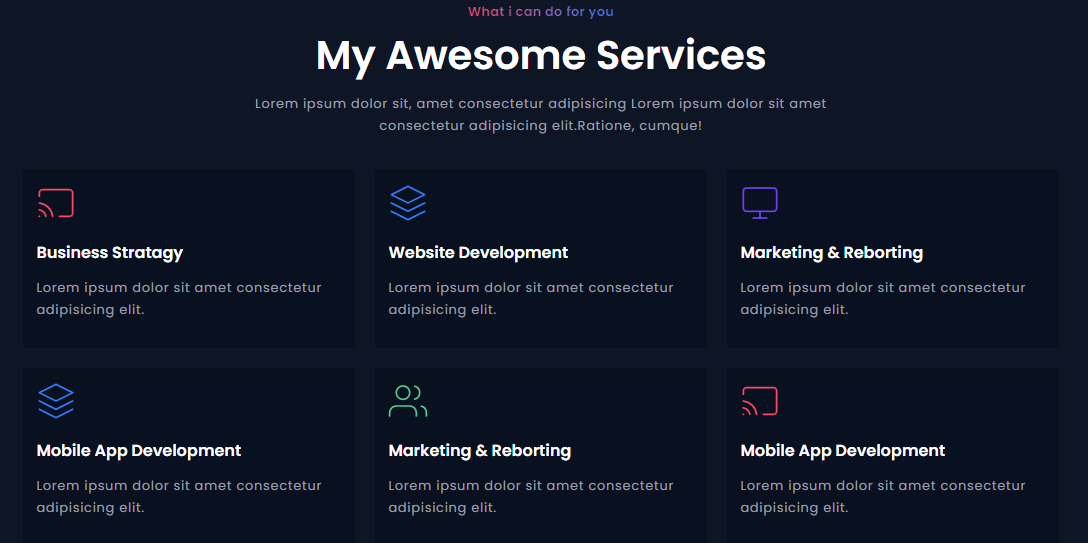 What i can do for you
My Awesome Services
Lorem ipsum dolor sit, amet consectetur adipisicing Lorem ipsum dolor sit amet
consectetur adipisicing elit.Ratione, cumque!
Business Stratagy
Lorem ipsum dolor sit amet consectetur
adipisicing elit.
Website Development
Lorem ipsum dolor sit amet consectetur
adipisicing elit.
Marketing & Reborting
Lorem ipsum dolor sit amet consectetur
adipisicing elit.
Mobile App Development
Lorem ipsum dolor sit amet consectetur
adipisicing elit.
Marketing & Reborting
Lorem ipsum dolor sit amet consectetur
adipisicing elit.
Mobile App Development
Lorem ipsum dolor sit amet consectetur
adipisicing elit.